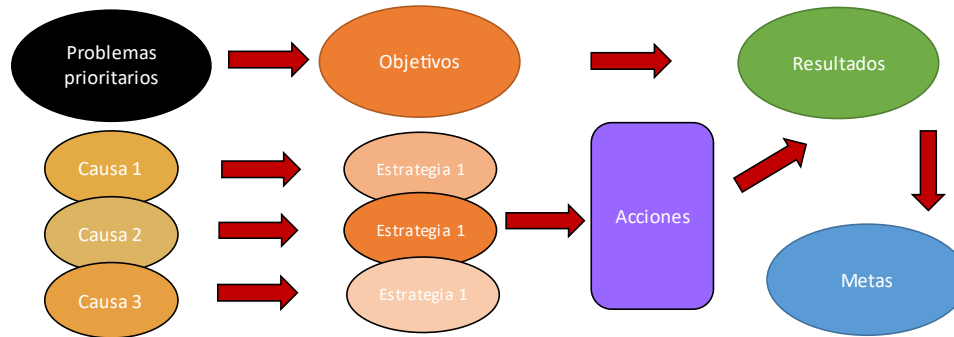 Problemas
prioritarios
Objetivos
Resultados
Causa 1
Estrategia 1
Causa 2
Estrategia 1
Acciones
Causa 3
Estrategia 1
Metas